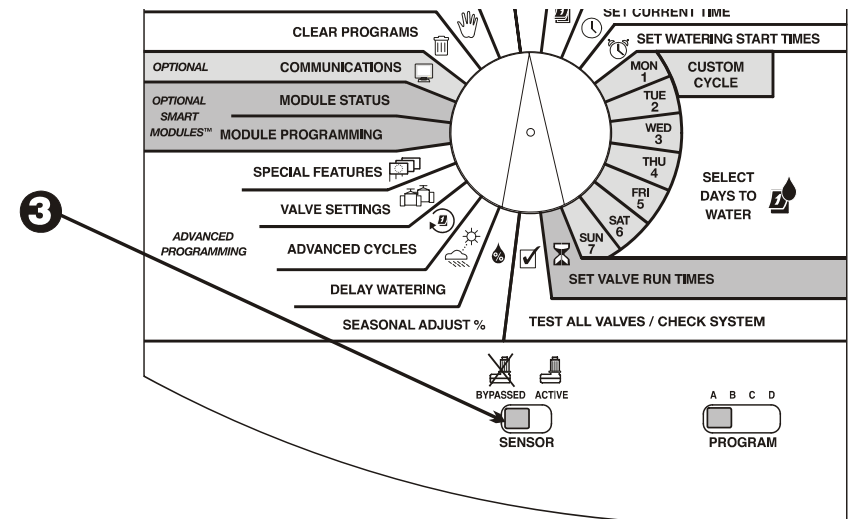 SET CURRENT TIME
CLEAR PROGRAMS
SET WATERING START TIMES
OPTIONAL
COMMUNICATIONS
MON
1
CUSTOM
CYCLE
OPTIONAL
SMART
MODULES™
MODULE STATUS
TUE
2
MODULE PROGRAMMING
WED
3
SPECIAL FEATURES
THU
4
SELECT
DAYS TO
WATER
1
3
VALVE SETTINGS
FRI
5
SAT
6
SUN
7
ADVANCED
PROGRAMMING
ADVANCED CYCLES
%
SET VALVE RUN TIMES
DELAY WATERING
SEASONAL ADJUST %
TEST ALL VALVES / CHECK SYSTEM
BYPASSED ACTIVE
SENSOR
A B C D
PROGRAM